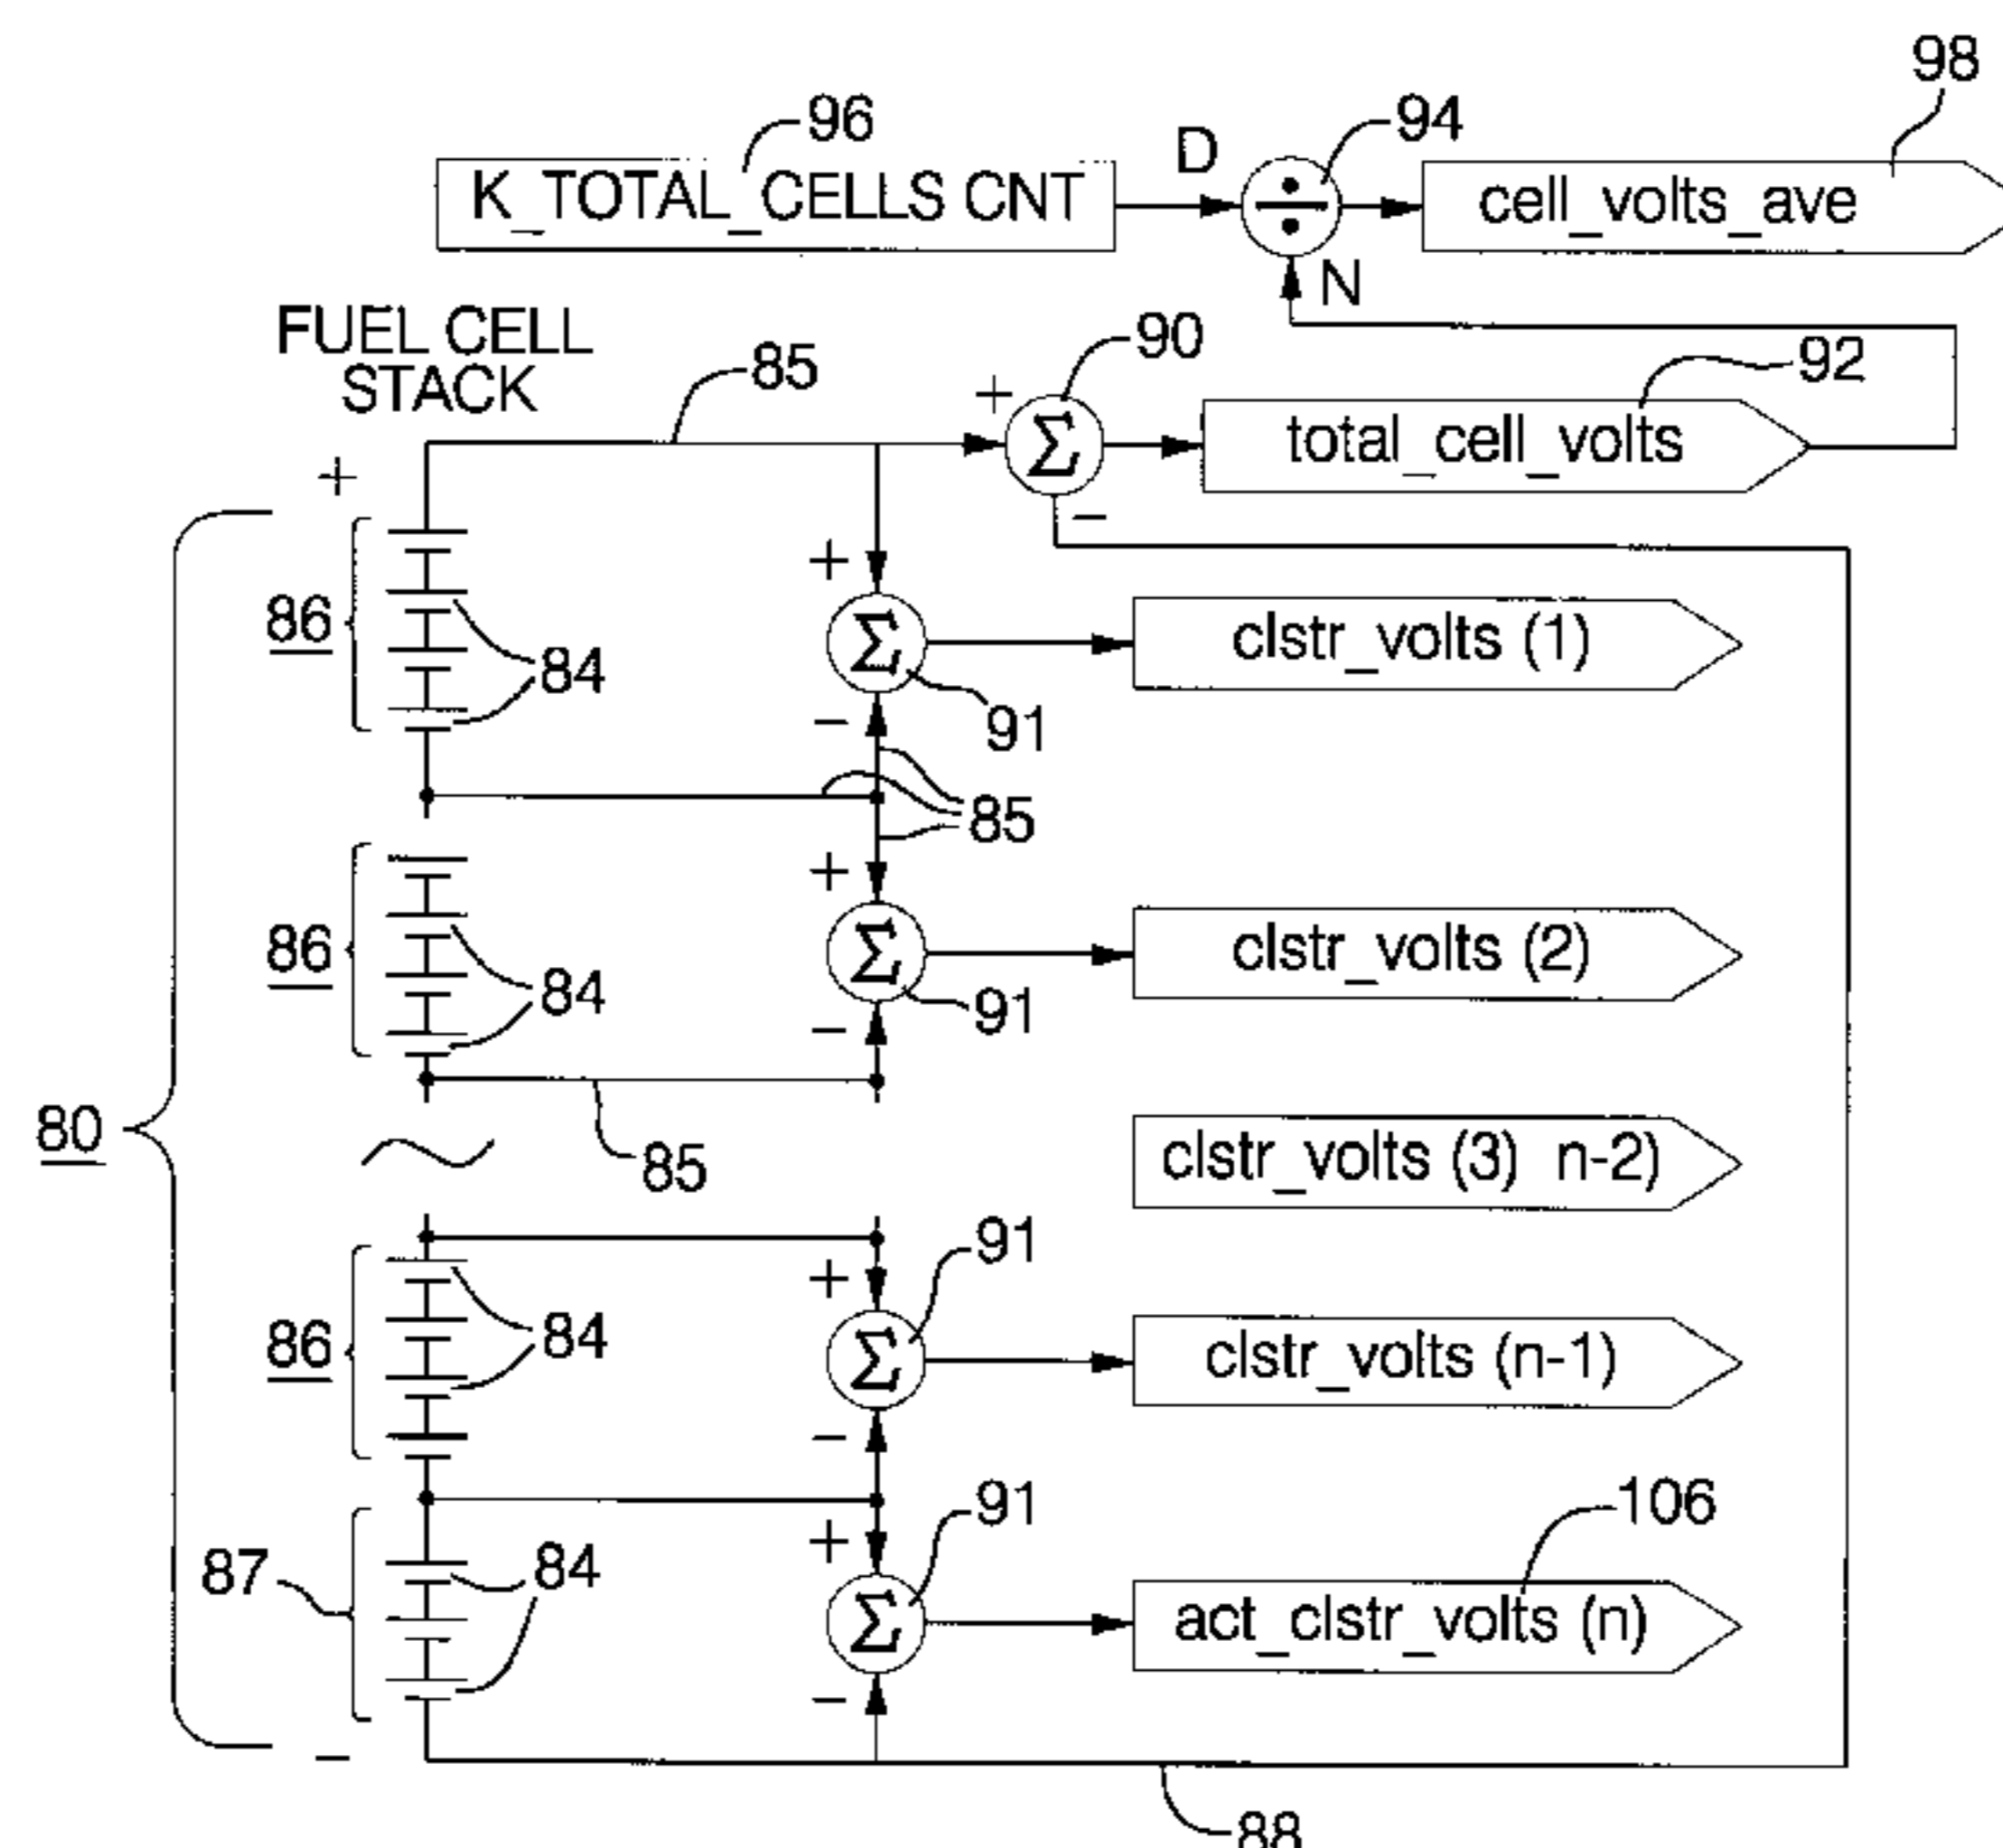 98
96
94
D
K_TOTAL_CELLS CNT
÷
cell_volts_ave
N
FUEL CELL
STACK
85
90
92
+
Σ
total_cell_volts
+
−
+
86
84
Σ
clstr_volts (1)
−
91
85
+
86
84
Σ
clstr_volts (2)
−
91
80
85
clstr_volts (3) n-2)
91
+
86
84
Σ
clstr_volts (n-1)
−
91
106
+
87
84
Σ
act_clstr_volts (n)
−
−
88